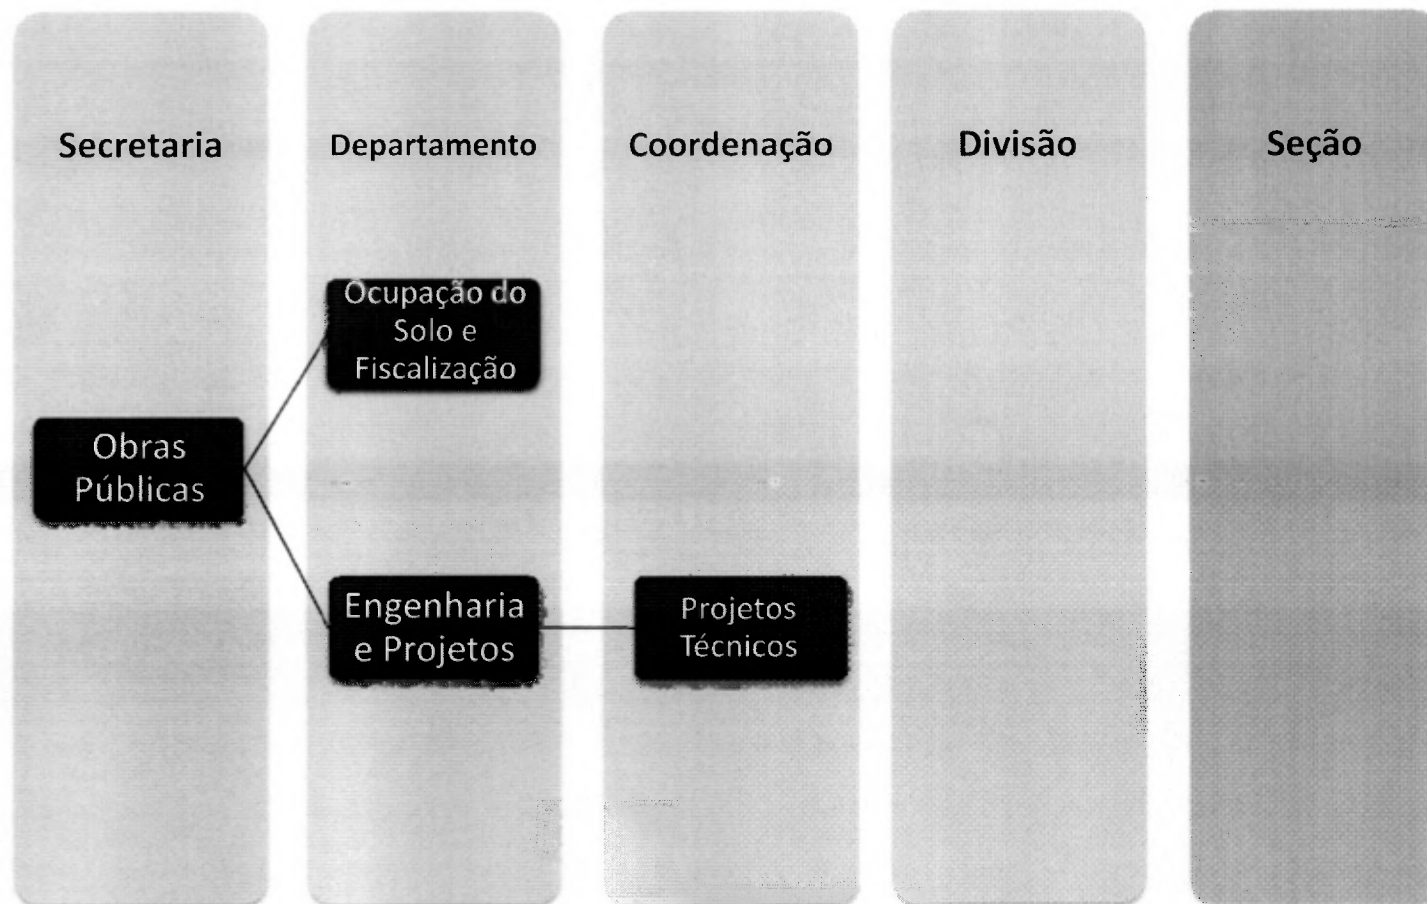 Secretaria
Departamento
Coordenação
Divisão
Seção
Ocupação do
Solo e
Fiscalização
Obras
Públicas
Engenharia
e Projetos
Projetos
Técnicos